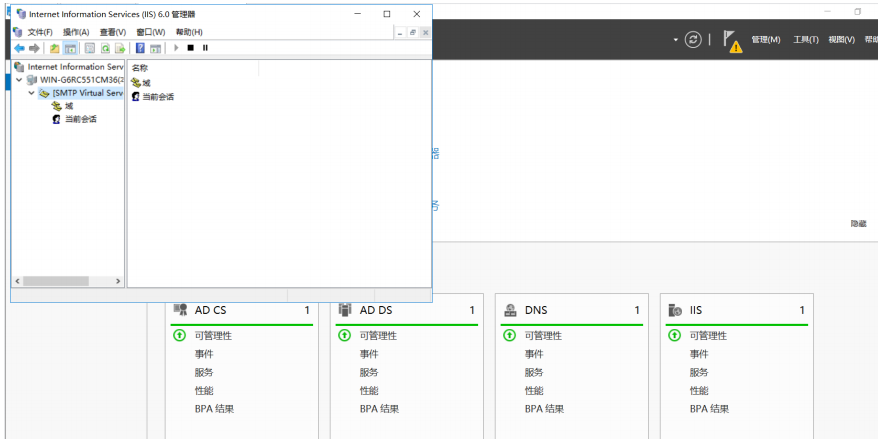 Internet Information Services (IIS) 6.0 管理器
文件(F) 操作(A) 查看(V) 窗口(W) 帮助(H)
管理(M) 工具(T) 视图(V) 帮助
Internet Information Serv
WIN-G6RC551CM36(本
[SMTP Virtual Serv
域
当前会话
名称
域
当前会话
隐藏
AD CS 1
可管理性
事件
服务
性能
BPA 结果
AD DS 1
可管理性
事件
服务
性能
BPA 结果
DNS 1
可管理性
事件
服务
性能
BPA 结果
IIS 1
可管理性
事件
服务
性能
BPA 结果